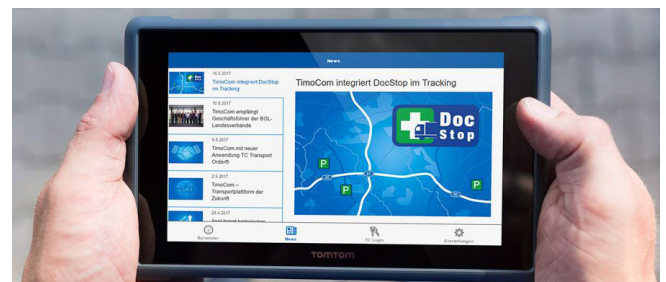 News
16.5.2017
TimoCom integriert DocStop
im Tracking
10.5.2017
TimoCom empfängt
Geschäftsführer der BGL-
Landesverbände
9.5.2017
TimoCom mit neuer
Anwendung TC Transport
Order®
2.5.2017
TimoCom –
Transportplattform der
Zukunft
24.4.2017
TimoCom integriert DocStop im Tracking
Doc
Stop
P
P
P
Barometer
News
TC Login
Einstellungen
TOMTOM